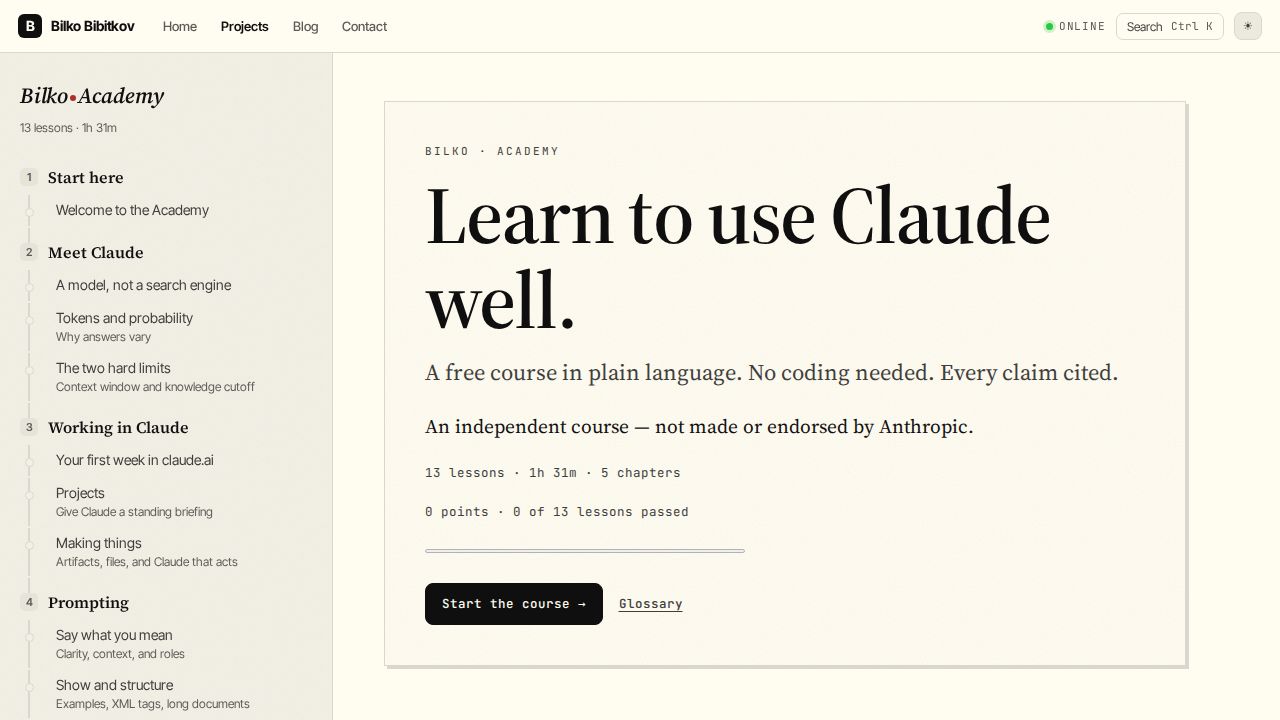 B Bilko Bibitkov Home Projects Blog Contact ONLINE Search Ctrl K
Bilko•Academy
13 lessons · 1h 31m
1 Start here
Welcome to the Academy
2 Meet Claude
A model, not a search engine
Tokens and probability
Why answers vary
The two hard limits
Context window and knowledge cutoff
3 Working in Claude
Your first week in claude.ai
Projects
Give Claude a standing briefing
Making things
Artifacts, files, and Claude that acts
4 Prompting
Say what you mean
Clarity, context, and roles
Show and structure
Examples, XML tags, long documents
BILKO · ACADEMY
Learn to use Claude
well.
A free course in plain language. No coding needed. Every claim cited.
An independent course — not made or endorsed by Anthropic.
13 lessons · 1h 31m · 5 chapters
0 points · 0 of 13 lessons passed
Start the course → Glossary